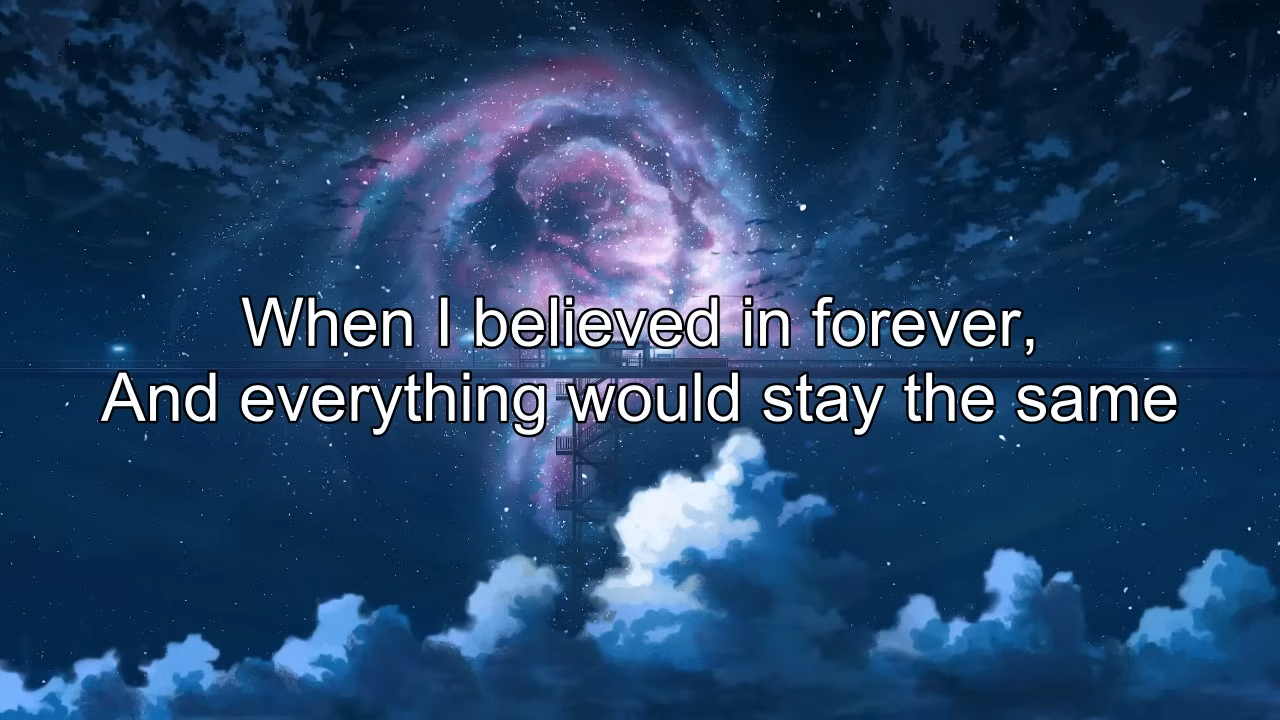 When I believed in forever,
And everything would stay the same